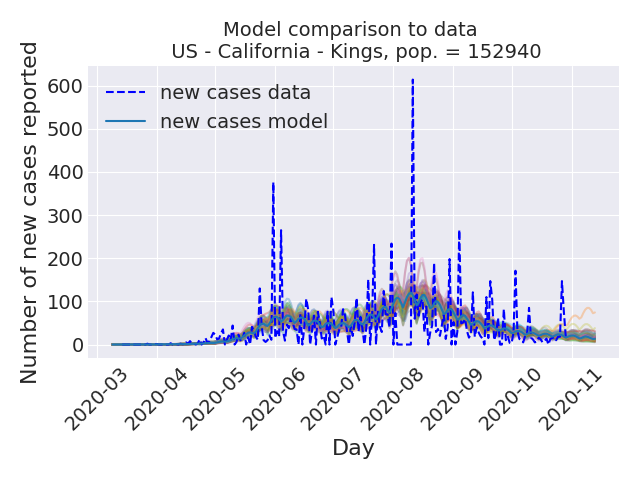 Model comparison to data
US - California - Kings, pop. = 152940
Number of new cases reported
600
500
400
300
200
100
0
new cases data
new cases model
2020-03
2020-04
2020-05
2020-06
2020-07
2020-08
2020-09
2020-10
2020-11
Day